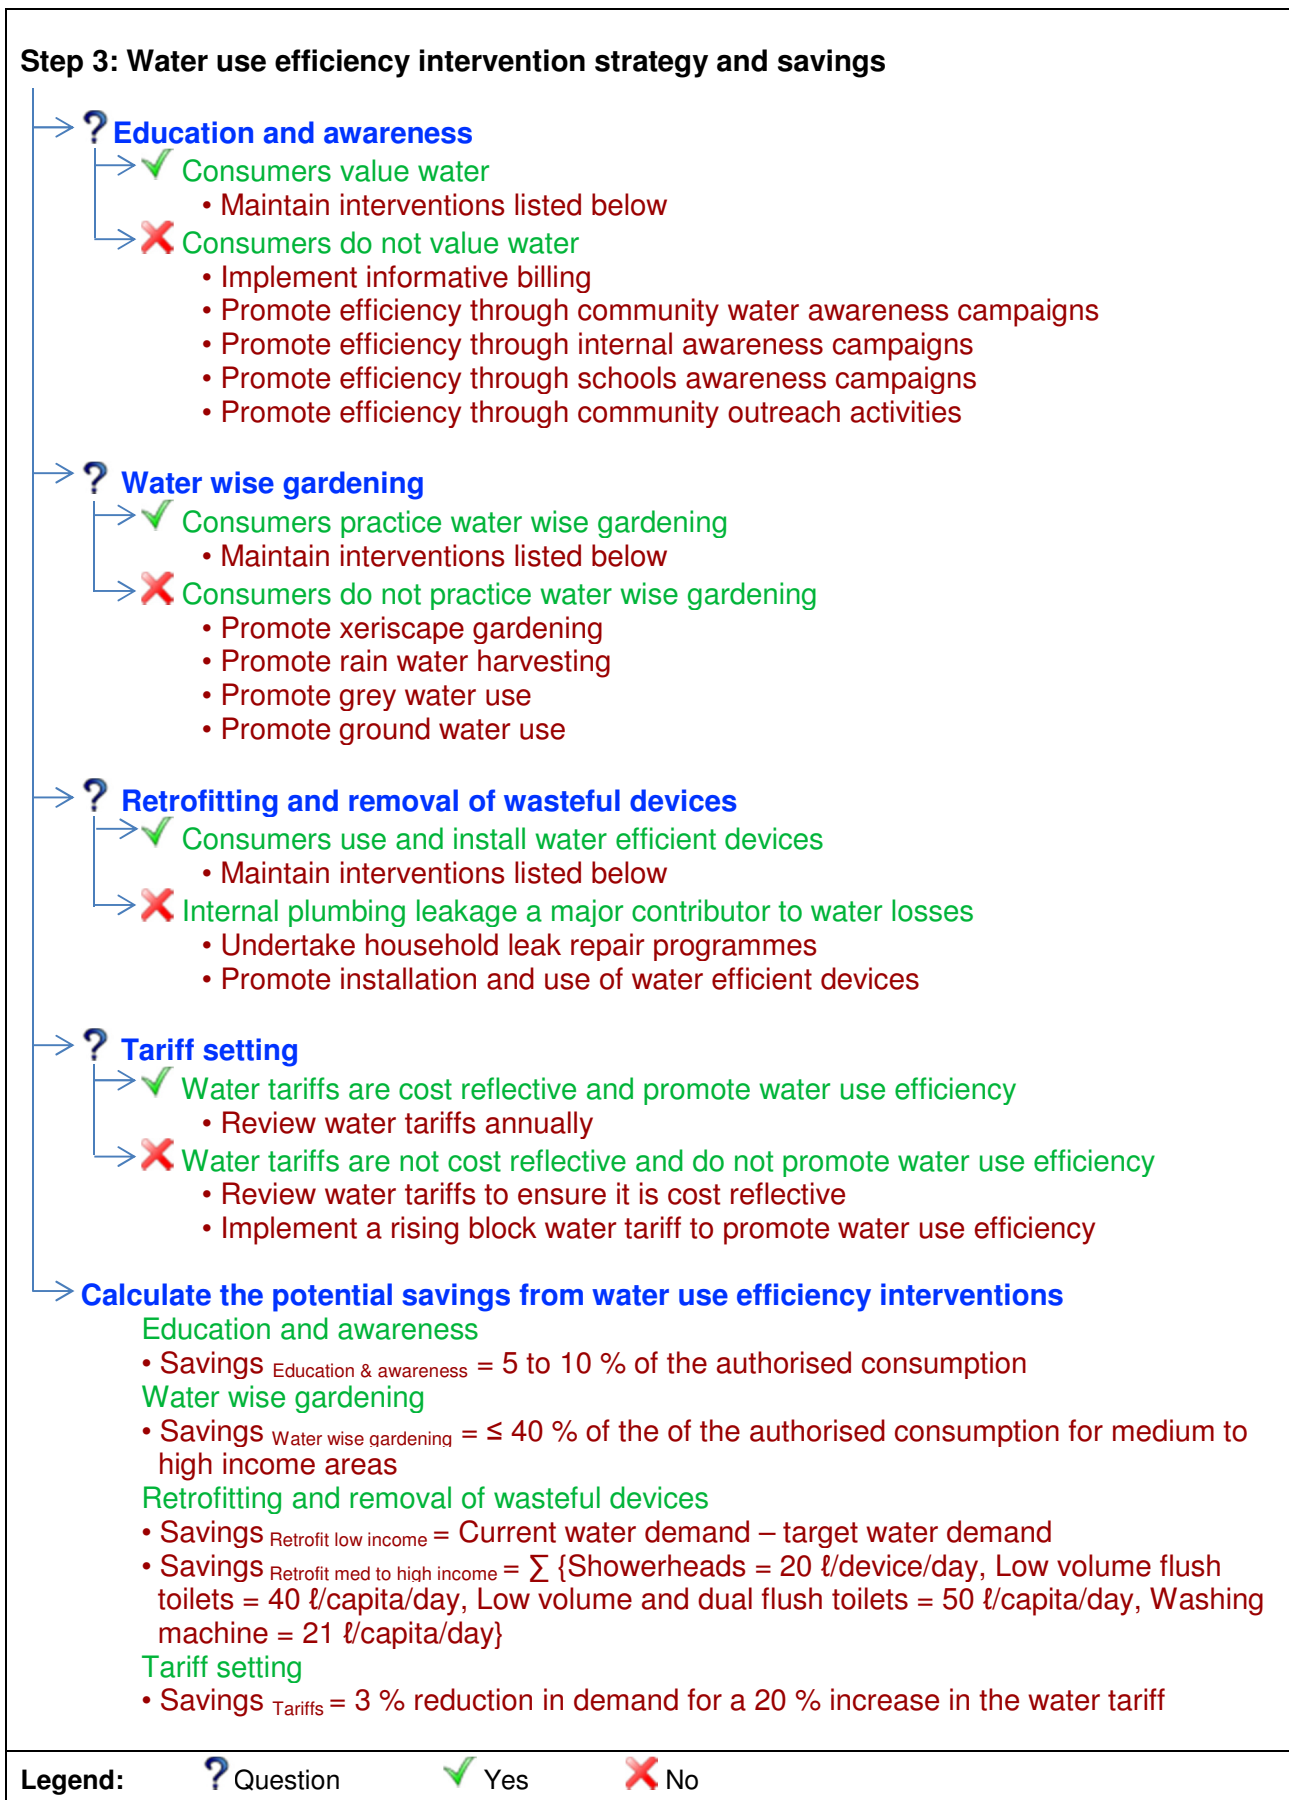 Step 3: Water use efficiency intervention strategy and savings
Education and awareness
Consumers value water
• Maintain interventions listed below
Consumers do not value water
• Implement informative billing
• Promote efficiency through community water awareness campaigns
• Promote efficiency through internal awareness campaigns
• Promote efficiency through schools awareness campaigns
• Promote efficiency through community outreach activities
Water wise gardening
Consumers practice water wise gardening
• Maintain interventions listed below
Consumers do not practice water wise gardening
• Promote xeriscape gardening
• Promote rain water harvesting
• Promote grey water use
• Promote ground water use
Retrofitting and removal of wasteful devices
Consumers use and install water efficient devices
• Maintain interventions listed below
Internal plumbing leakage a major contributor to water losses
• Undertake household leak repair programmes
• Promote installation and use of water efficient devices
Tariff setting
Water tariffs are cost reflective and promote water use efficiency
• Review water tariffs annually
Water tariffs are not cost reflective and do not promote water use efficiency
• Review water tariffs to ensure it is cost reflective
• Implement a rising block water tariff to promote water use efficiency
Calculate the potential savings from water use efficiency interventions
Education and awareness
• Savings Education & awareness = 5 to 10 % of the authorised consumption
Water wise gardening
• Savings Water wise gardening = ≤ 40 % of the of the authorised consumption for medium to
high income areas
Retrofitting and removal of wasteful devices
• Savings Retrofit low income = Current water demand – target water demand
• Savings Retrofit med to high income = ∑ {Showerheads = 20 ℓ/device/day, Low volume flush
toilets = 40 ℓ/capita/day, Low volume and dual flush toilets = 50 ℓ/capita/day, Washing
machine = 21 ℓ/capita/day}
Tariff setting
• Savings Tariffs = 3 % reduction in demand for a 20 % increase in the water tariff
Legend: ? Question ✓ Yes ✗ No